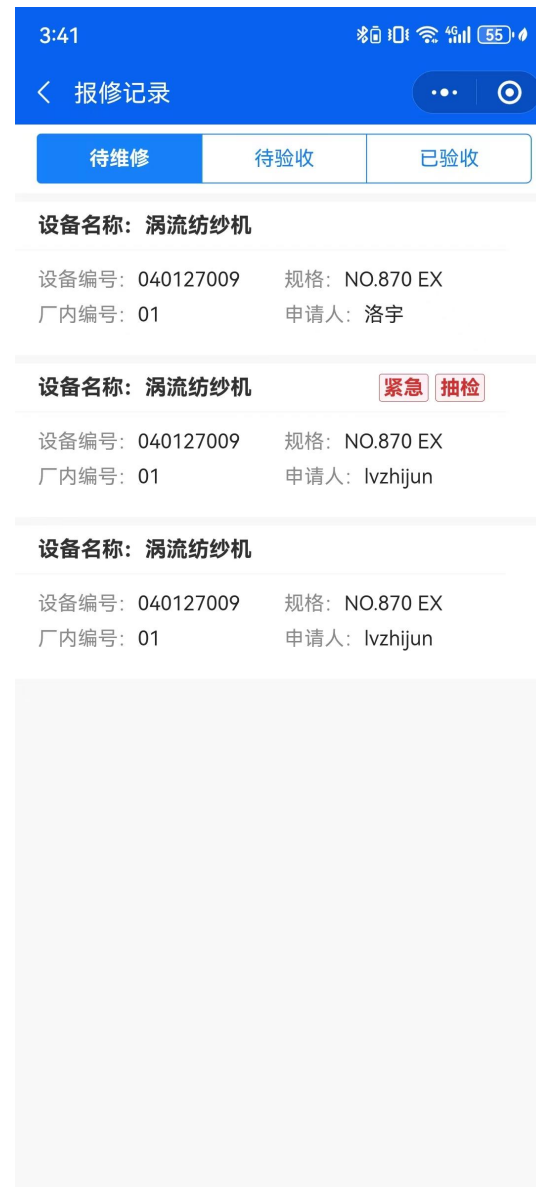 3:41 4G 55
报修记录
待维修 待验收 已验收
设备名称：涡流纺纱机
设备编号：040127009 规格：NO.870 EX
厂内编号：01 申请人：洛宇
设备名称：涡流纺纱机 紧急 抽检
设备编号：040127009 规格：NO.870 EX
厂内编号：01 申请人：lvzhijun
设备名称：涡流纺纱机
设备编号：040127009 规格：NO.870 EX
厂内编号：01 申请人：lvzhijun